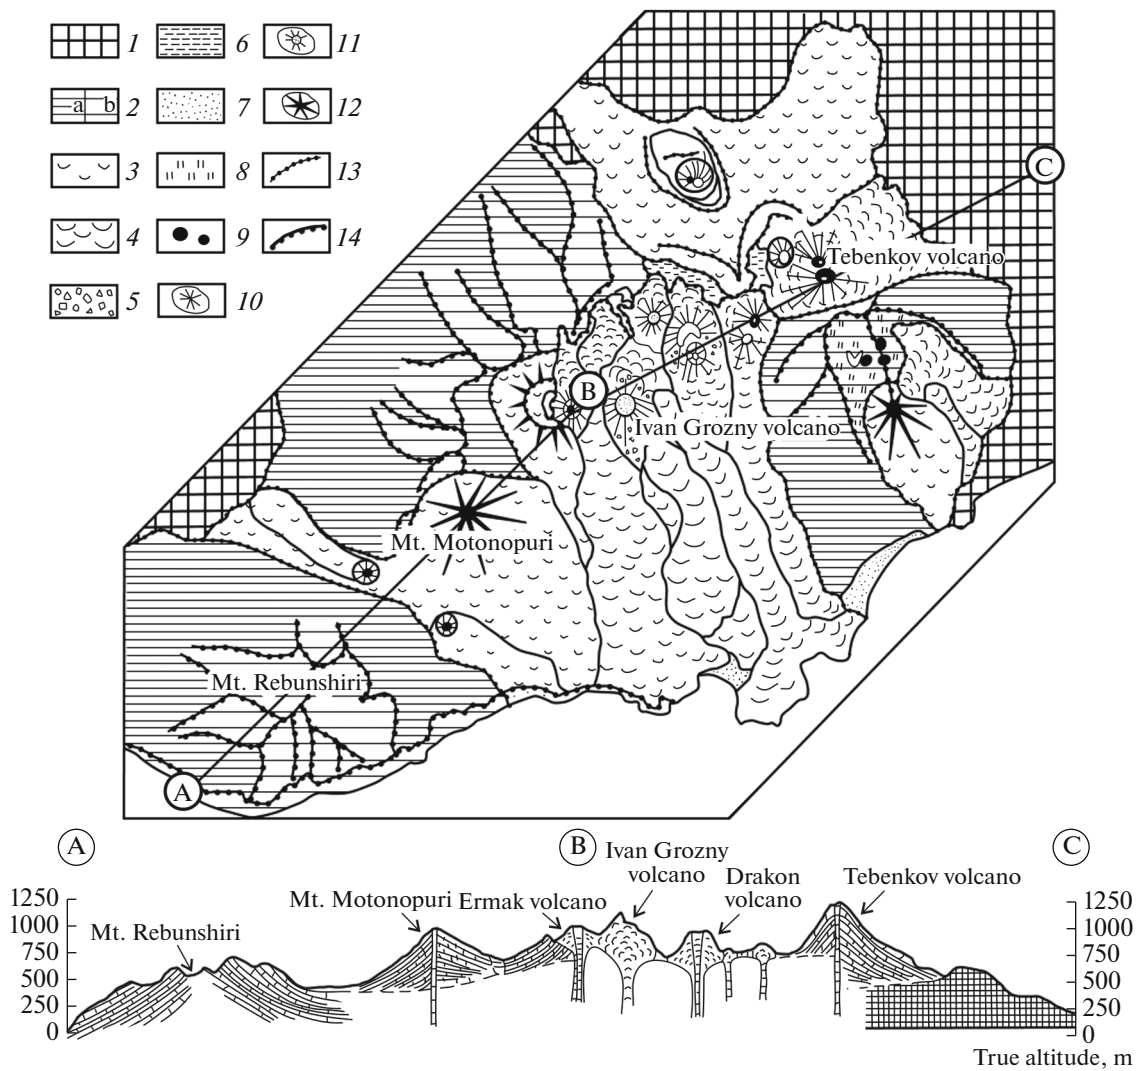 1
6
11
a b
2
7
12
3
8
13
4
9
14
5
10
C
Tebenkov volcano
B
Ivan Grozny volcano
Mt. Motonopuri
Mt. Rebunshiri
A
A
B
C
Ivan Grozny
volcano
Drakon
volcano
Tebenkov volcano
Mt. Motonopuri
Ermak volcano
Mt. Rebunshiri
1250
1000
750
500
250
0
1250
1000
750
500
250
0
True altitude, m